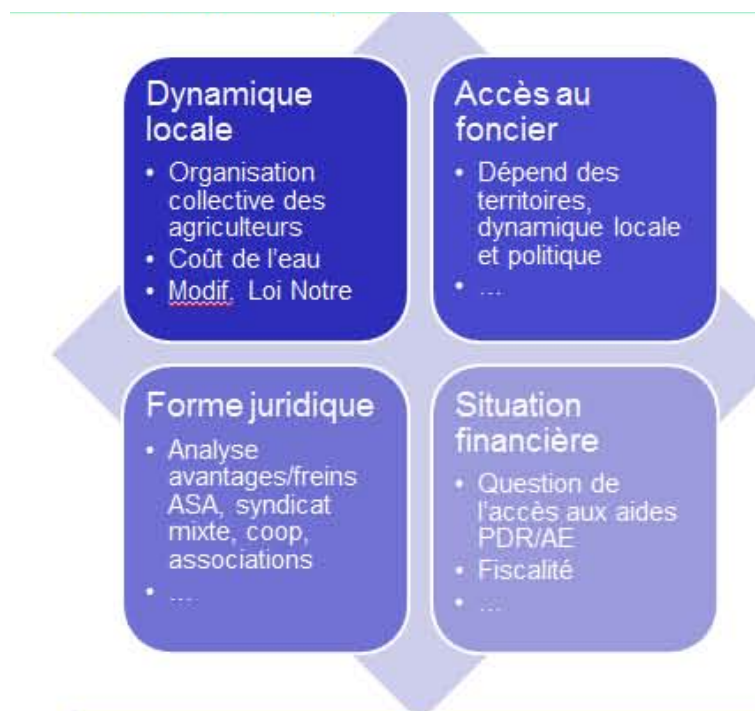 Dynamique
locale
• Organisation
collective des
agriculteurs
• Coût de l'eau
• Modif. Loi Notre
Accès au
foncier
• Dépend des
territoires,
dynamique locale
et politique
• ...
Forme juridique
• Analyse
avantages/freins
ASA, syndicat
mixte, coop,
associations
• ...
Situation
financière
• Question de
l'accès aux aides
PDR/AE
• Fiscalité
• ...